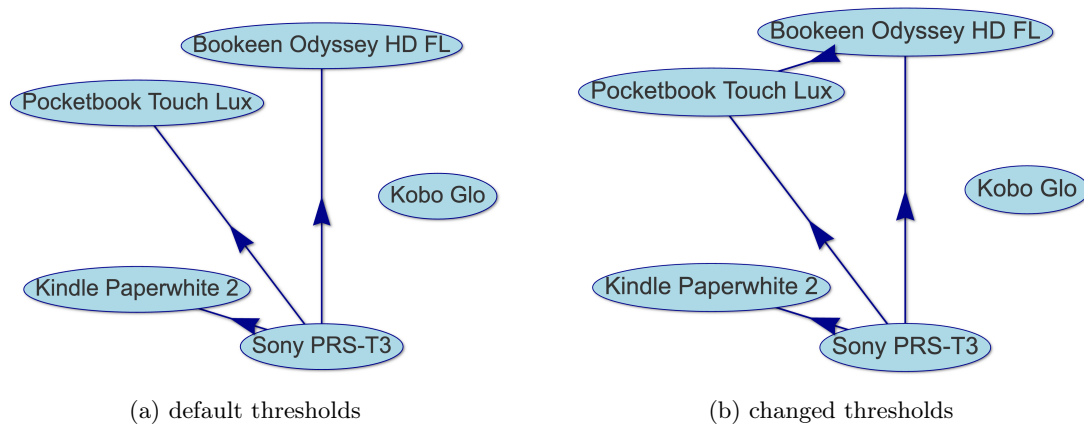 Bookeen Odyssey HD FL
Pocketbook Touch Lux
Kobo Glo
Kindle Paperwhite 2
Sony PRS-T3
(a) default thresholds
Bookeen Odyssey HD FL
Pocketbook Touch Lux
Kobo Glo
Kindle Paperwhite 2
Sony PRS-T3
(b) changed thresholds